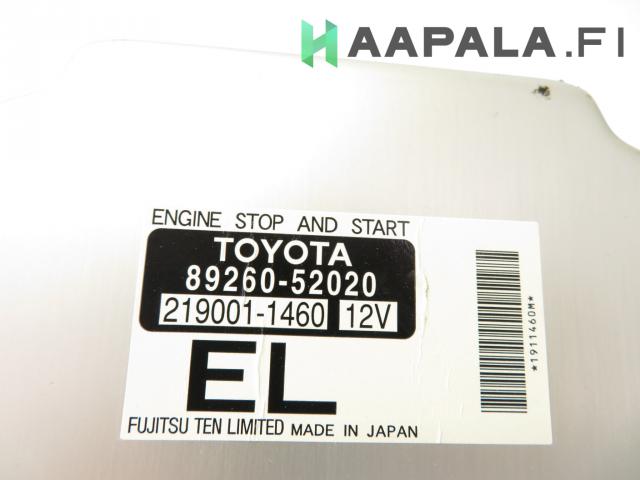 HAAPALA.FI
ENGINE STOP AND START
TOYOTA
89260-52020
219001-1460 12V
EL
FUJITSU TEN LIMITED MADE IN JAPAN
*1911460M*